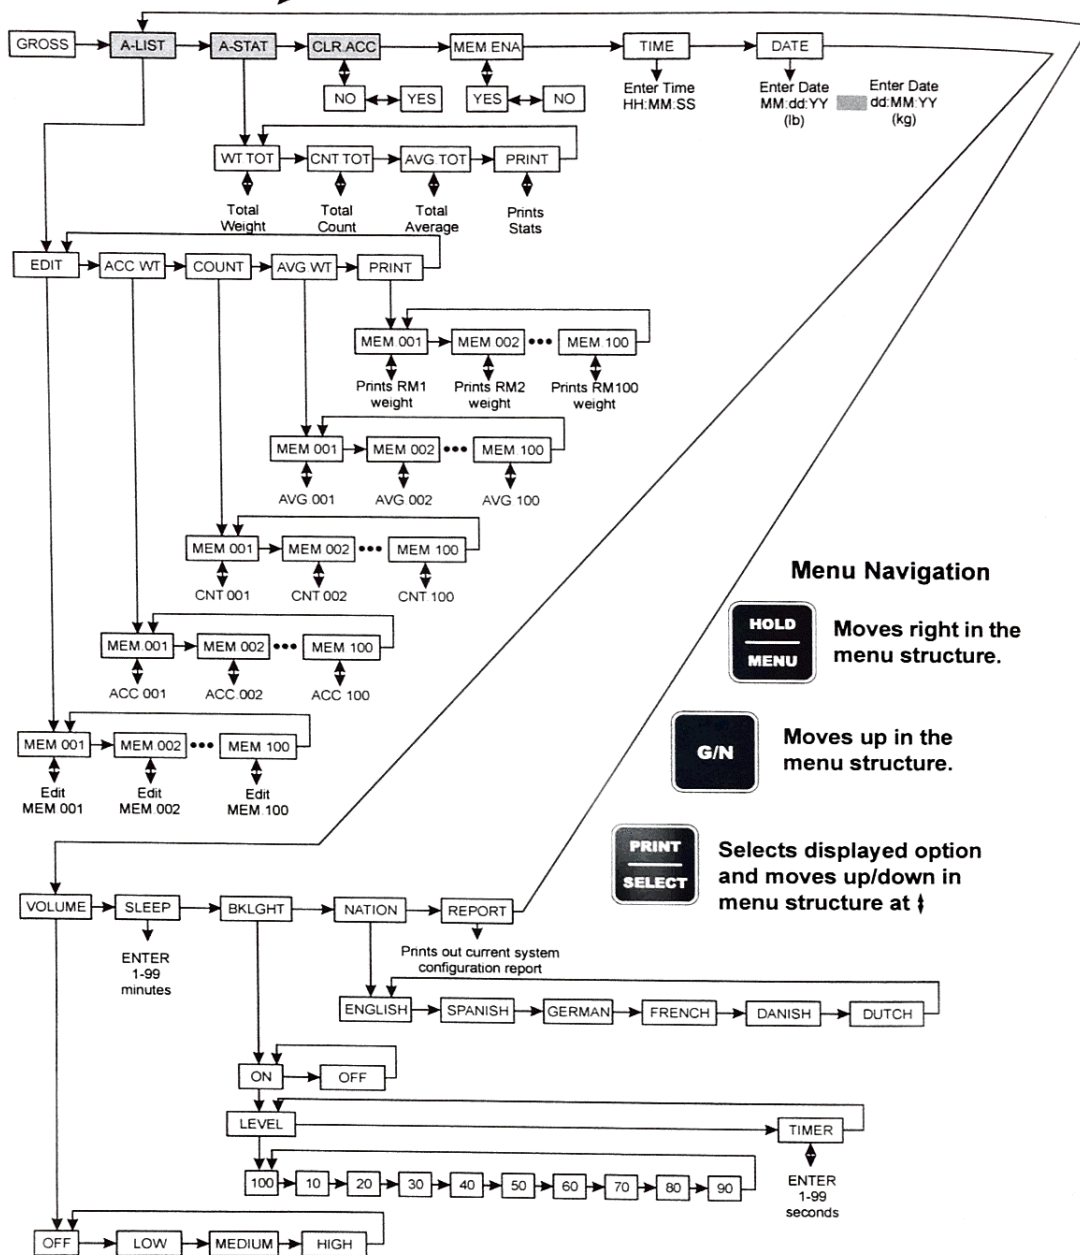 GROSS
A-LIST
A-STAT
CLR.ACC
MEM.ENA
TIME
DATE
NO
YES
YES
NO
Enter Time
HH:MM:SS
Enter Date
MM:dd:YY
(lb)
Enter Date
dd:MM:YY
(kg)
WT.TOT
CNT.TOT
AVG.TOT
PRINT
Total
Weight
Total
Count
Total
Average
Prints
Stats
EDIT
ACC.WT
COUNT
AVG.WT
PRINT
MEM.001
MEM.002
•••
MEM.100
Prints RM1
weight
Prints RM2
weight
Prints RM100
weight
MEM.001
MEM.002
•••
MEM.100
AVG.001
AVG.002
AVG.100
MEM.001
MEM.002
•••
MEM.100
CNT.001
CNT.002
CNT.100
MEM.001
MEM.002
•••
MEM.100
ACC.001
ACC.002
ACC.100
MEM.001
MEM.002
•••
MEM.100
Edit
MEM.001
Edit
MEM.002
Edit
MEM.100
Menu Navigation
HOLD
MENU
Moves right in the
menu structure.
G/N
Moves up in the
menu structure.
PRINT
SELECT
Selects displayed option
and moves up/down in
menu structure at
VOLUME
SLEEP
BKLGHT
NATION
REPORT
ENTER
1-99
minutes
Prints out current system
configuration report
ENGLISH
SPANISH
GERMAN
FRENCH
DANISH
DUTCH
ON
OFF
LEVEL
TIMER
100
10
20
30
40
50
60
70
80
90
ENTER
1-99
seconds
OFF
LOW
MEDIUM
HIGH